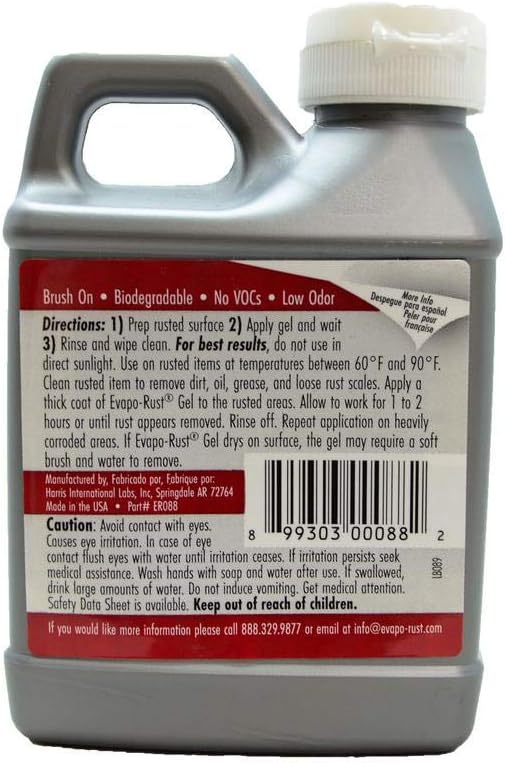 Brush On • Biodegradable • No VOCs • Low Odor
More Info
Despegue para español
Peler pour
française
Directions: 1) Prep rusted surface 2) Apply gel and wait
3) Rinse and wipe clean. For best results, do not use in
direct sunlight. Use on rusted items at temperatures between 60°F and 90°F.
Clean rusted item to remove dirt, oil, grease, and loose rust scales. Apply a
thick coat of Evapo-Rust® Gel to the rusted areas. Allow to work for 1 to 2
hours or until rust appears removed. Rinse off. Repeat application on heavily
corroded areas. If Evapo-Rust® Gel dries on surface, the gel may require a soft
brush and water to remove.
Manufactured by, Fabricado por, Fabrique por:
Harris International Labs, Inc, Springdale AR 72764
Made in the USA • Part# ER088
8 99303 00088 2
LB089
Caution: Avoid contact with eyes.
Causes eye irritation. In case of eye
contact flush eyes with water until irritation ceases. If irritation persists seek
medical assistance. Wash hands with soap and water after use. If swallowed,
drink large amounts of water. Do not induce vomiting. Get medical attention.
Safety Data Sheet is available. Keep out of reach of children.
If you would like more information please call 888.329.9877 or email at info@evapo-rust.com